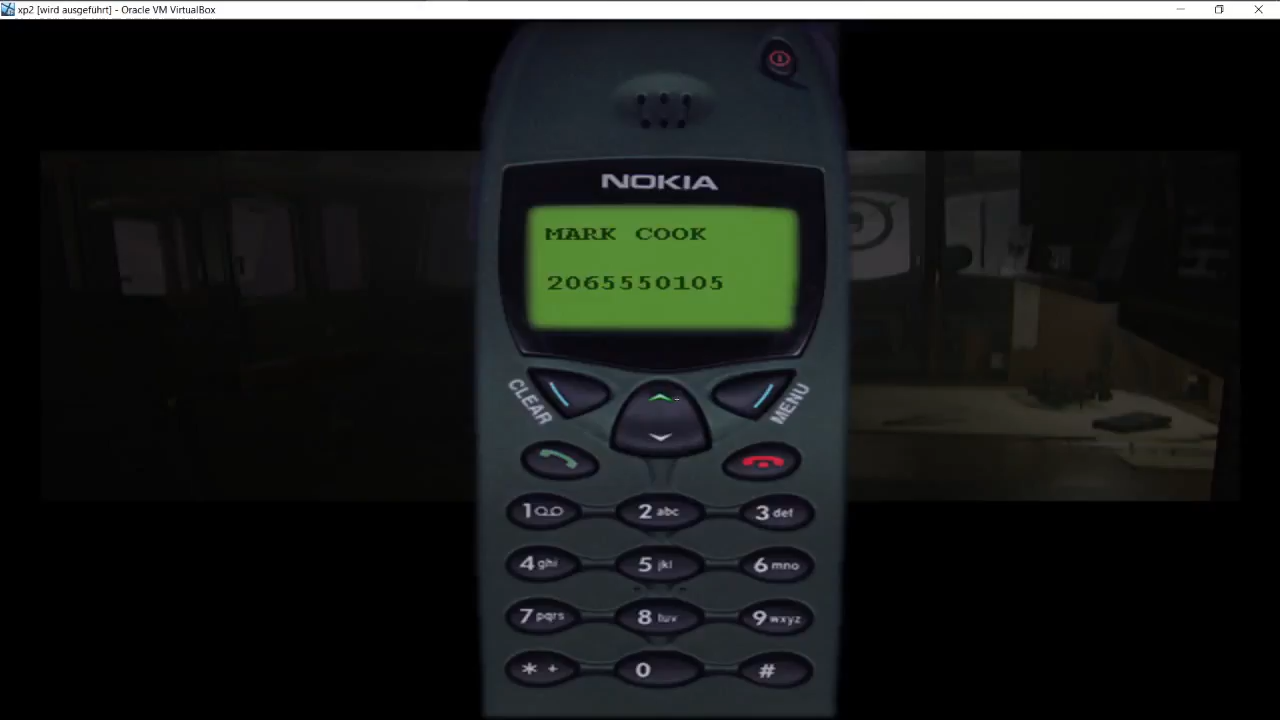 xp2 [wird ausgeführt] - Oracle VM VirtualBox
NOKIA
MARK COOK
2065550105
CLEAR
MENU
1
2 abc
3 def
4 ghi
5 jkl
6 mno
7 pqrs
8 tuv
9 wxyz
* +
0
#